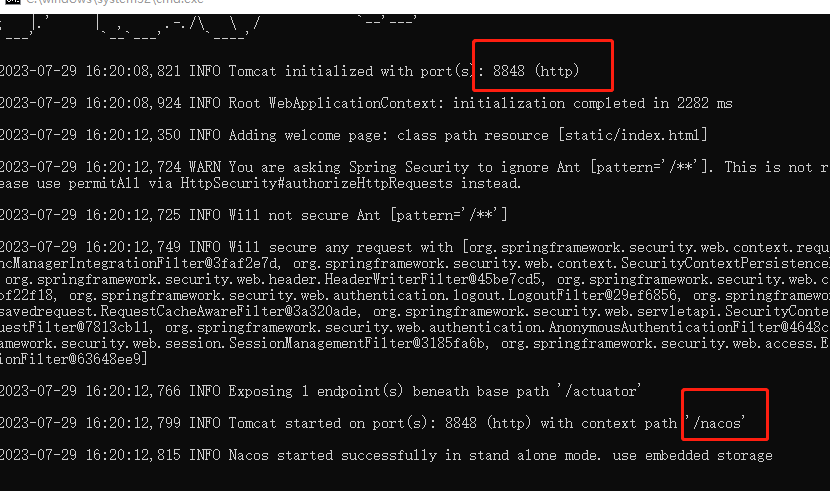 C:\windows\system32\cmd.exe
2023-07-29 16:20:08,821 INFO Tomcat initialized with port(s): 8848 (http)
2023-07-29 16:20:08,924 INFO Root WebApplicationContext: initialization completed in 2282 ms
2023-07-29 16:20:12,350 INFO Adding welcome page: class path resource [static/index.html]
2023-07-29 16:20:12,724 WARN You are asking Spring Security to ignore Ant [pattern='/**']. This is not r
ease use permitAll via HttpSecurity#authorizeHttpRequests instead.
2023-07-29 16:20:12,725 INFO Will not secure Ant [pattern='/**']
2023-07-29 16:20:12,749 INFO Will secure any request with [org.springframework.security.web.context.requ
ncManagerIntegrationFilter@3faf2e7d, org.springframework.security.web.context.SecurityContextPersistence
org.springframework.security.web.header.HeaderWriterFilter@45be7cd5, org.springframework.security.web.c
of22f18, org.springframework.security.web.authentication.logout.LogoutFilter@29ef6856, org.springframewo
savedrequest.RequestCacheAwareFilter@3a320ade, org.springframework.security.web.servletapi.SecurityConte
questFilter@7813cb11, org.springframework.security.web.authentication.AnonymousAuthenticationFilter@4648c
amework.security.web.session.SessionManagementFilter@3185fa6b, org.springframework.security.web.access.E
ionFilter@63648ee9]
2023-07-29 16:20:12,766 INFO Exposing 1 endpoint(s) beneath base path '/actuator'
2023-07-29 16:20:12,799 INFO Tomcat started on port(s): 8848 (http) with context path '/nacos'
2023-07-29 16:20:12,815 INFO Nacos started successfully in stand alone mode. use embedded storage